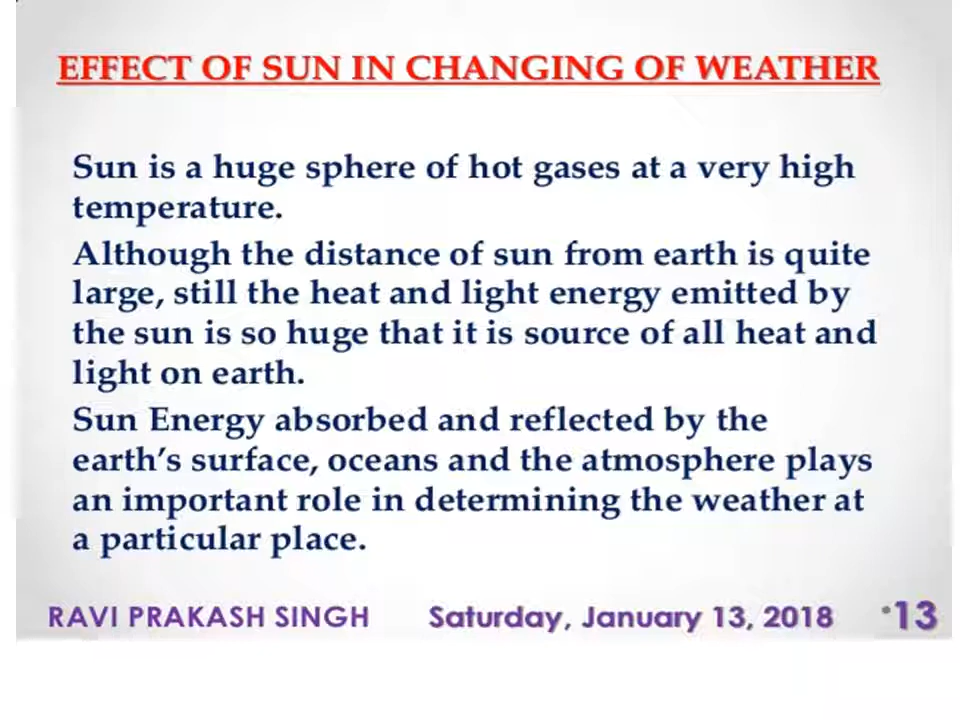 EFFECT OF SUN IN CHANGING OF WEATHER
Sun is a huge sphere of hot gases at a very high
temperature.
Although the distance of sun from earth is quite
large, still the heat and light energy emitted by
the sun is so huge that it is source of all heat and
light on earth.
Sun Energy absorbed and reflected by the
earth’s surface, oceans and the atmosphere plays
an important role in determining the weather at
a particular place.
RAVI PRAKASH SINGH Saturday, January 13, 2018 •13